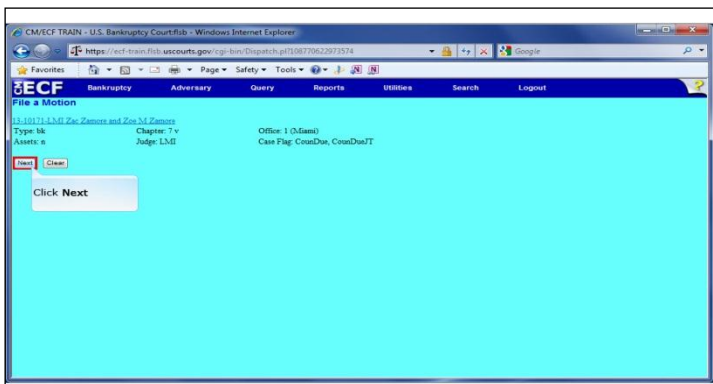 CM/ECF TRAIN - U.S. Bankruptcy Court:flsb - Windows Internet Explorer
https://ecf-train.flsb.uscourts.gov/cgi-bin/Dispatch.pl?108770622973574
Google
Favorites Page Safety Tools
ECF Bankruptcy Adversary Query Reports Utilities Search Logout ?
File a Motion
13-10171-LMI Zac Zamore and Zoe M Zamore
Type: bk Chapter: 7 v Office: 1 (Miami)
Assets: n Judge: LMI Case Flag: CounDue, CounDueJT
Next Clear
Click Next